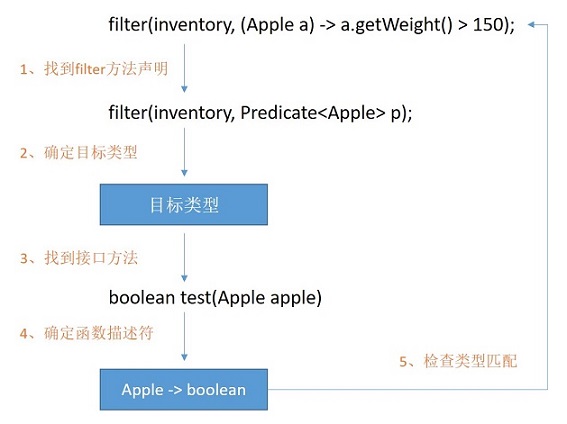 filter(inventory, (Apple a) -> a.getWeight() > 150);
1、找到filter方法声明
filter(inventory, Predicate<Apple> p);
2、确定目标类型
目标类型
3、找到接口方法
boolean test(Apple apple)
4、确定函数描述符
5、检查类型匹配
Apple -> boolean